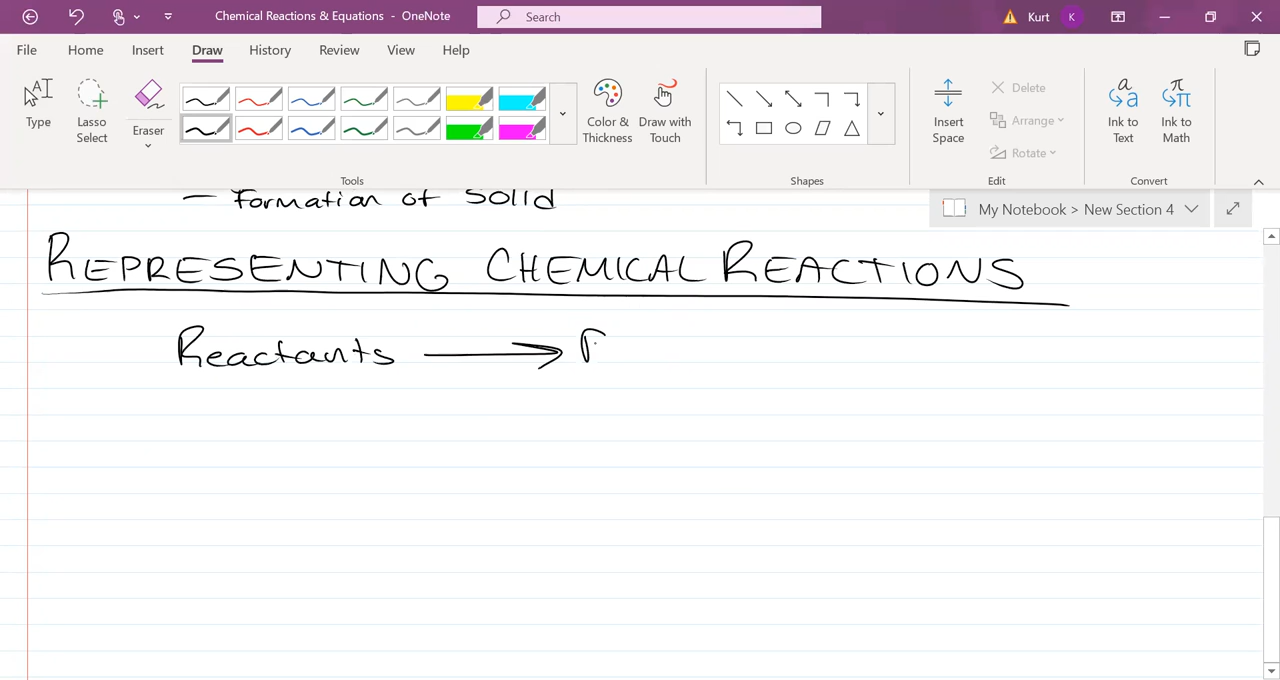 Chemical Reactions & Equations - OneNote
Search
Kurt
K
File Home Insert Draw History Review View Help
Type
Lasso Select
Eraser
Color & Thickness
Draw with Touch
Insert Space
Delete
Arrange
Rotate
Ink to Text
Ink to Math
Tools
Shapes
Edit
Convert
My Notebook > New Section 4
– Formation of Solid
REPRESENTING CHEMICAL REACTIONS
Reactants → P